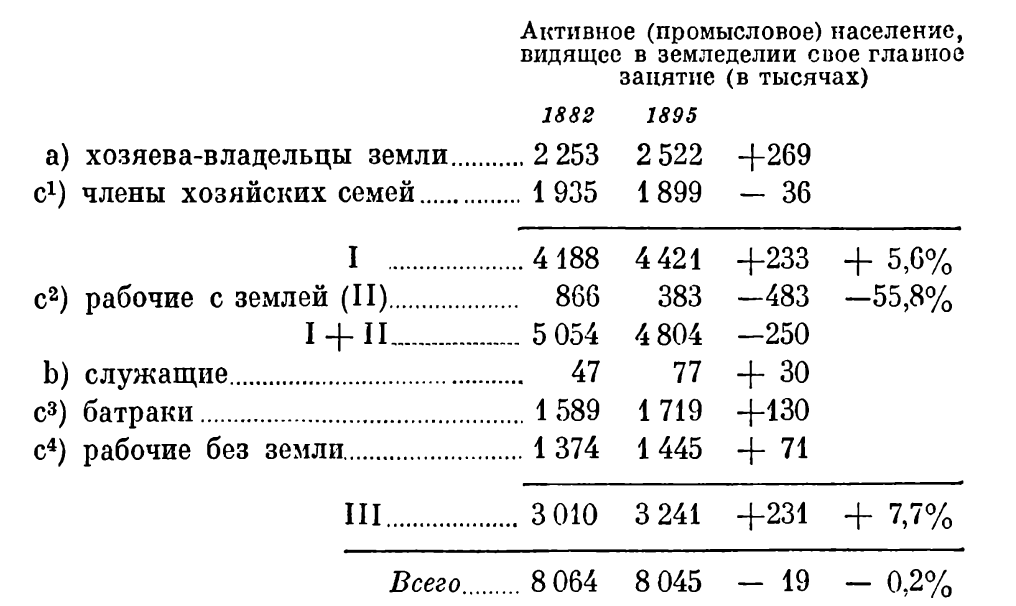 Активное (промысловое) население,
видящее в земледелии свое главное
занятие (в тысячах)
1882 1895
a) хозяева-владельцы земли........... 2 253 2 522 +269
c¹) члены хозяйских семей............... 1 935 1 899 — 36
I .................... 4 188 4 421 +233 + 5,6%
c²) рабочие с землей (II)................. 866 383 —483 —55,8%
I + II.................... 5 054 4 804 —250
b) служащие............................................ 47 77 + 30
c³) батраки................................................ 1 589 1 719 +130
c⁴) рабочие без земли.......................... 1 374 1 445 + 71
III.................... 3 010 3 241 +231 + 7,7%
Всего......... 8 064 8 045 — 19 — 0,2%